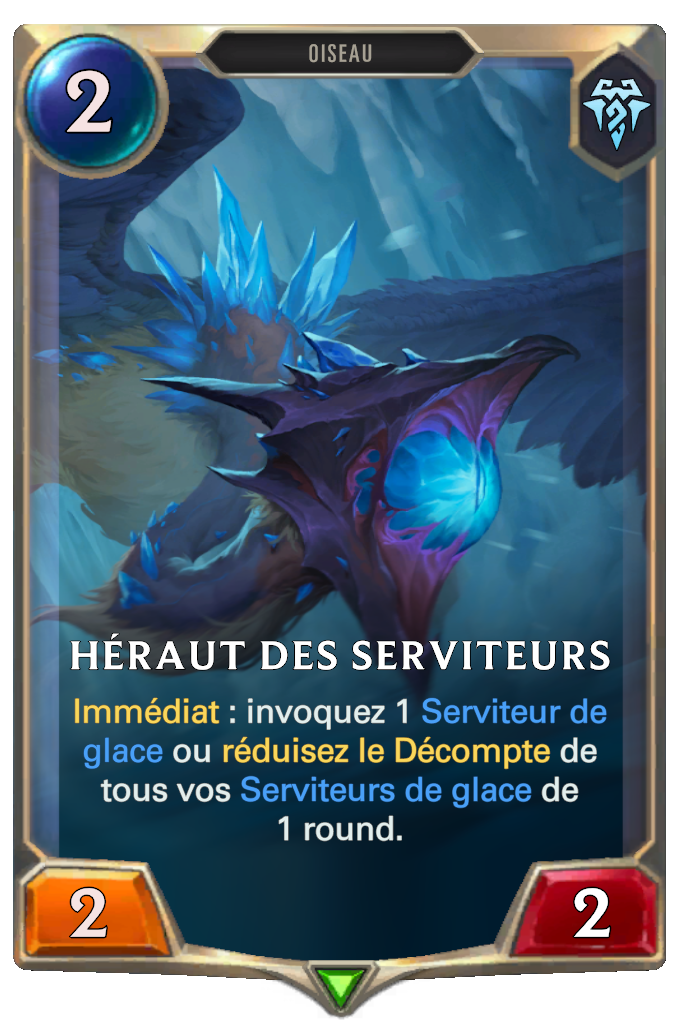 OISEAU
2
HÉRAUT DES SERVITEURS
Immédiat : invoquez 1 Serviteur de
glace ou réduisez le Décompte de
tous vos Serviteurs de glace de
1 round.
2
2